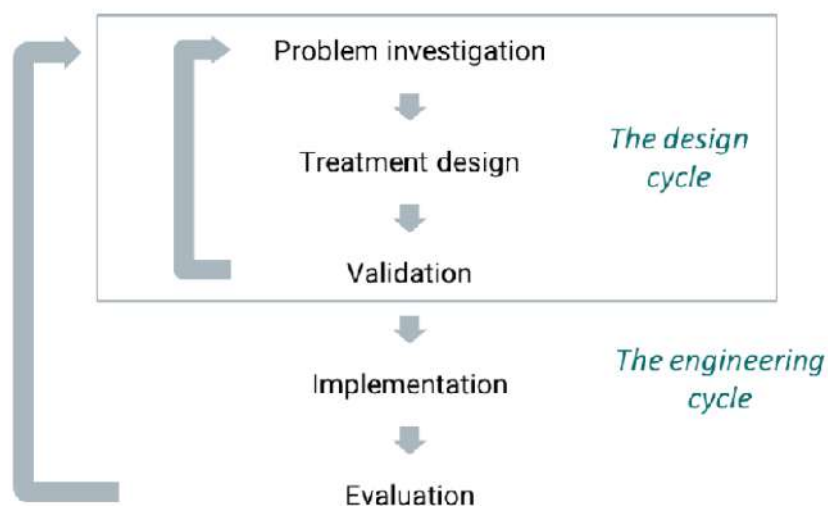 Problem investigation
Treatment design
The design
cycle
Validation
Implementation
The engineering
cycle
Evaluation